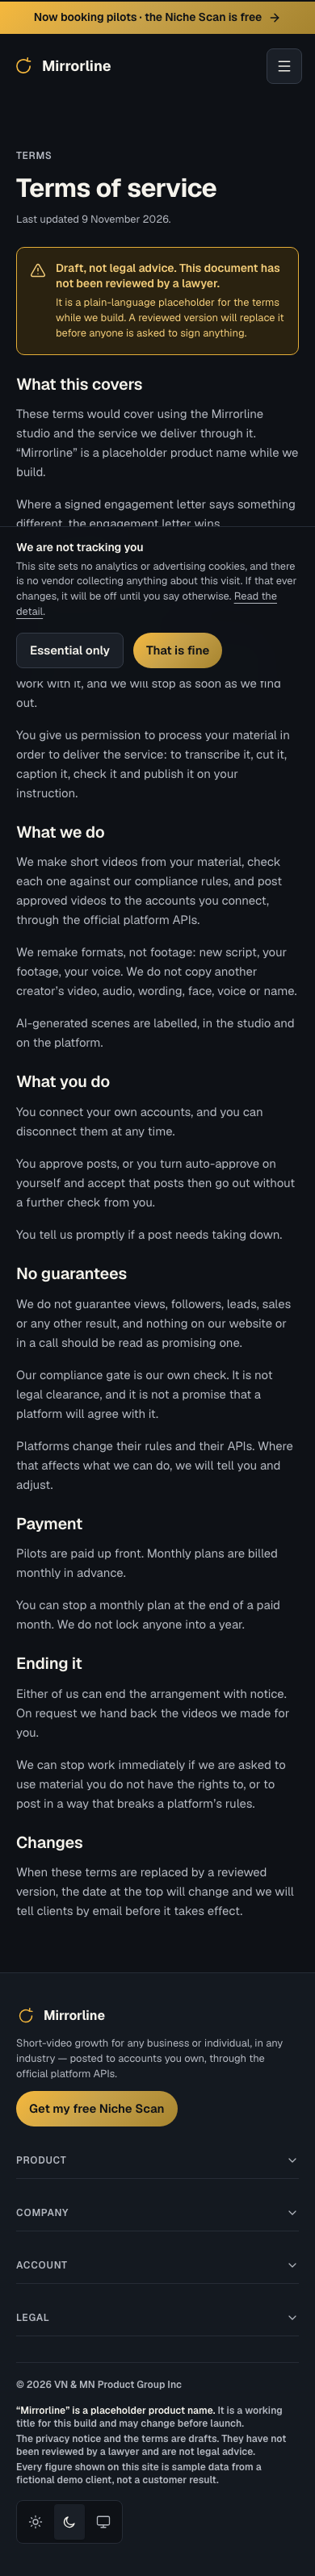 Now booking pilots · the Niche Scan is free →
Mirrorline
TERMS
Terms of service
Last updated 9 November 2026.
Draft, not legal advice. This document has
not been reviewed by a lawyer.
It is a plain-language placeholder for the terms
while we build. A reviewed version will replace it
before anyone is asked to sign anything.
What this covers
These terms would cover using the Mirrorline
studio and the service we deliver through it.
“Mirrorline” is a placeholder product name while we
build.
Where a signed engagement letter says something
different, the engagement letter wins.
We are not tracking you
This site sets no analytics or advertising cookies, and there
is no vendor collecting anything about this visit. If that ever
changes, it will be off until you say otherwise. Read the
detail.
Essential only
That is fine
work with it, and we will stop as soon as we find
out.
You give us permission to process your material in
order to deliver the service: to transcribe it, cut it,
caption it, check it and publish it on your
instruction.
What we do
We make short videos from your material, check
each one against our compliance rules, and post
approved videos to the accounts you connect,
through the official platform APIs.
We remake formats, not footage: new script, your
footage, your voice. We do not copy another
creator’s video, audio, wording, face, voice or name.
AI-generated scenes are labelled, in the studio and
on the platform.
What you do
You connect your own accounts, and you can
disconnect them at any time.
You approve posts, or you turn auto-approve on
yourself and accept that posts then go out without
a further check from you.
You tell us promptly if a post needs taking down.
No guarantees
We do not guarantee views, followers, leads, sales
or any other result, and nothing on our website or
in a call should be read as promising one.
Our compliance gate is our own check. It is not
legal clearance, and it is not a promise that a
platform will agree with it.
Platforms change their rules and their APIs. Where
that affects what we can do, we will tell you and
adjust.
Payment
Pilots are paid up front. Monthly plans are billed
monthly in advance.
You can stop a monthly plan at the end of a paid
month. We do not lock anyone into a year.
Ending it
Either of us can end the arrangement with notice.
On request we hand back the videos we made for
you.
We can stop work immediately if we are asked to
use material you do not have the rights to, or to
post in a way that breaks a platform’s rules.
Changes
When these terms are replaced by a reviewed
version, the date at the top will change and we will
tell clients by email before it takes effect.
Mirrorline
Short-video growth for any business or individual, in any
industry — posted to accounts you own, through the
official platform APIs.
Get my free Niche Scan
PRODUCT
COMPANY
ACCOUNT
LEGAL
© 2026 VN & MN Product Group Inc
“Mirrorline” is a placeholder product name. It is a working
title for this build and may change before launch.
The privacy notice and the terms are drafts. They have not
been reviewed by a lawyer and are not legal advice.
Every figure shown on this site is sample data from a
fictional demo client, not a customer result.